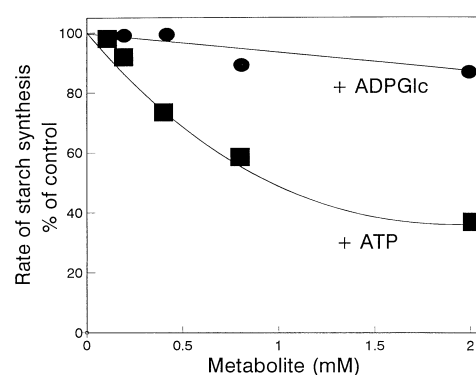 Rate of starch synthesis
% of control
100
80
60
40
20
0
+ ADPGlc
+ ATP
0
0.5
1
1.5
2
Metabolite (mM)